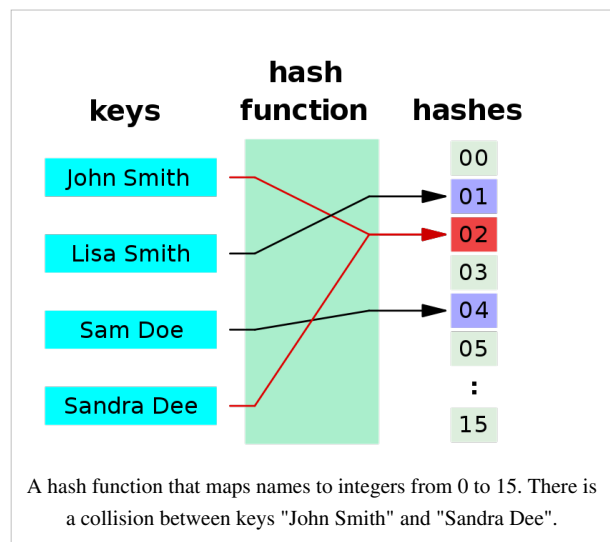 hash
keys function hashes
John Smith
Lisa Smith
Sam Doe
Sandra Dee
00
01
02
03
04
05
:
15
A hash function that maps names to integers from 0 to 15. There is
a collision between keys "John Smith" and "Sandra Dee".